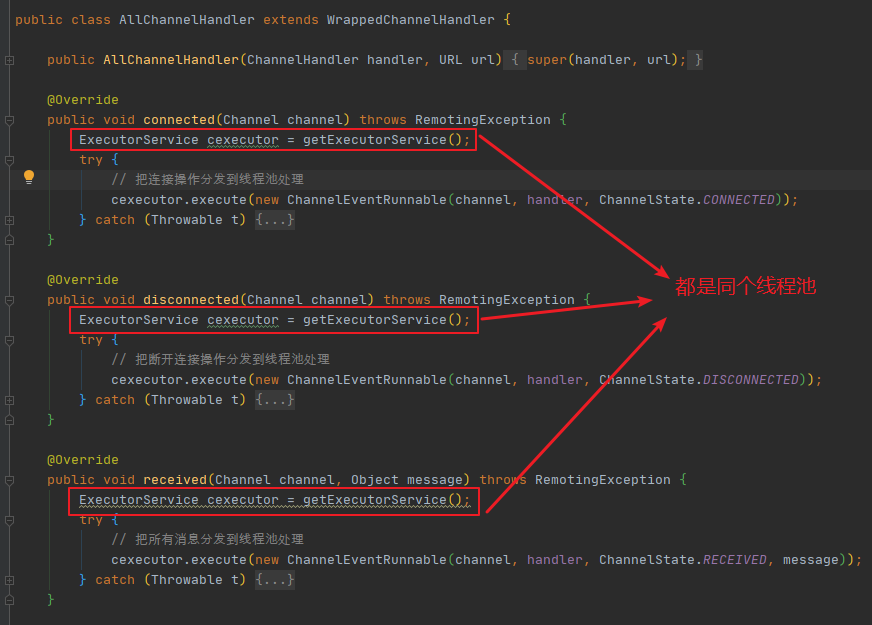 public class AllChannelHandler extends WrappedChannelHandler {
public AllChannelHandler(ChannelHandler handler, URL url) { super(handler, url); }
@Override
public void connected(Channel channel) throws RemotingException {
ExecutorService cexecutor = getExecutorService();
try {
// 把连接操作分发到线程池处理
cexecutor.execute(new ChannelEventRunnable(channel, handler, ChannelState.CONNECTED));
} catch (Throwable t) {...}
}
@Override
public void disconnected(Channel channel) throws RemotingException {
都是同个线程池
ExecutorService cexecutor = getExecutorService();
try {
// 把断开连接操作分发到线程池处理
cexecutor.execute(new ChannelEventRunnable(channel, handler, ChannelState.DISCONNECTED));
} catch (Throwable t) {...}
}
@Override
public void received(Channel channel, Object message) throws RemotingException {
ExecutorService cexecutor = getExecutorService();
try {
// 把所有消息分发到线程池处理
cexecutor.execute(new ChannelEventRunnable(channel, handler, ChannelState.RECEIVED, message));
} catch (Throwable t) {...}
}